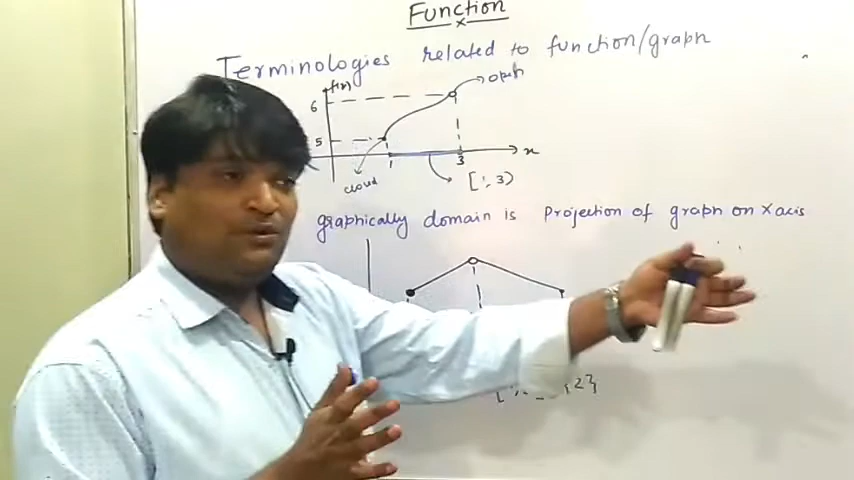 Function
Terminologies related to function/graph
f(x)
6
open
5
1
3
x
cloud
[1, 3)
graphically domain is Projection of graph on X axis